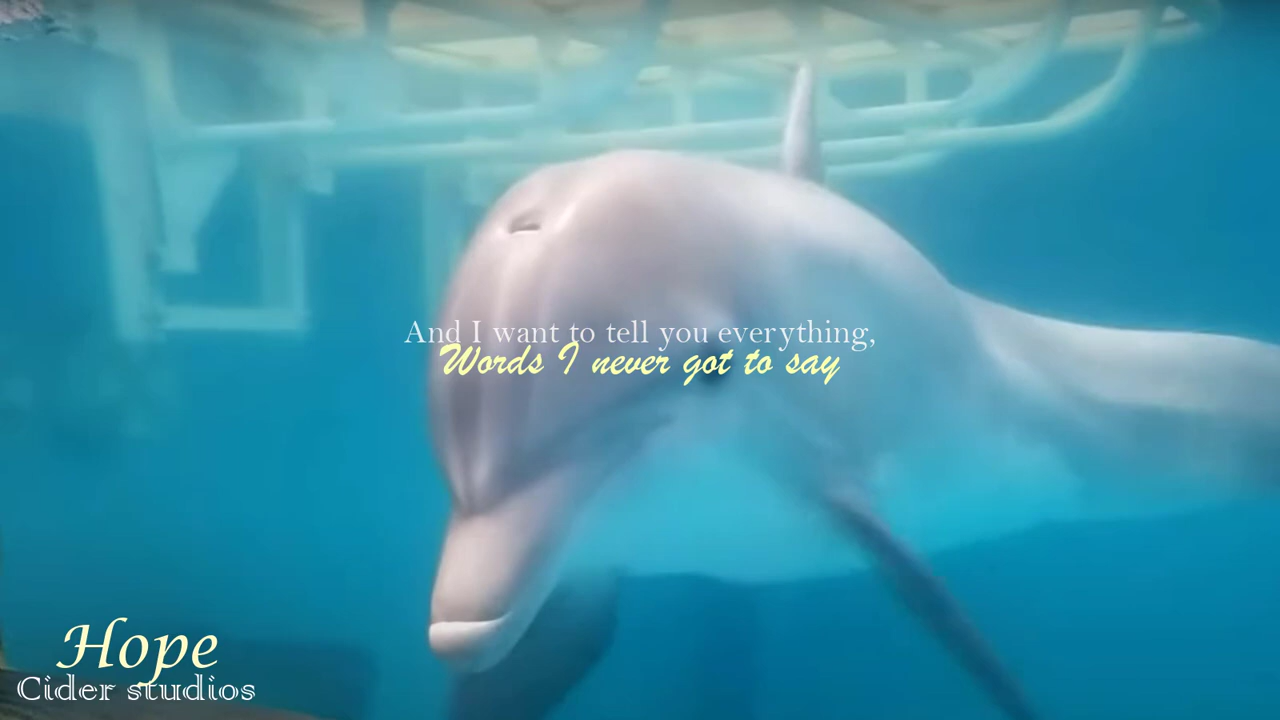 And I want to tell you everything,
Words I never got to say
Hope
Cider studios